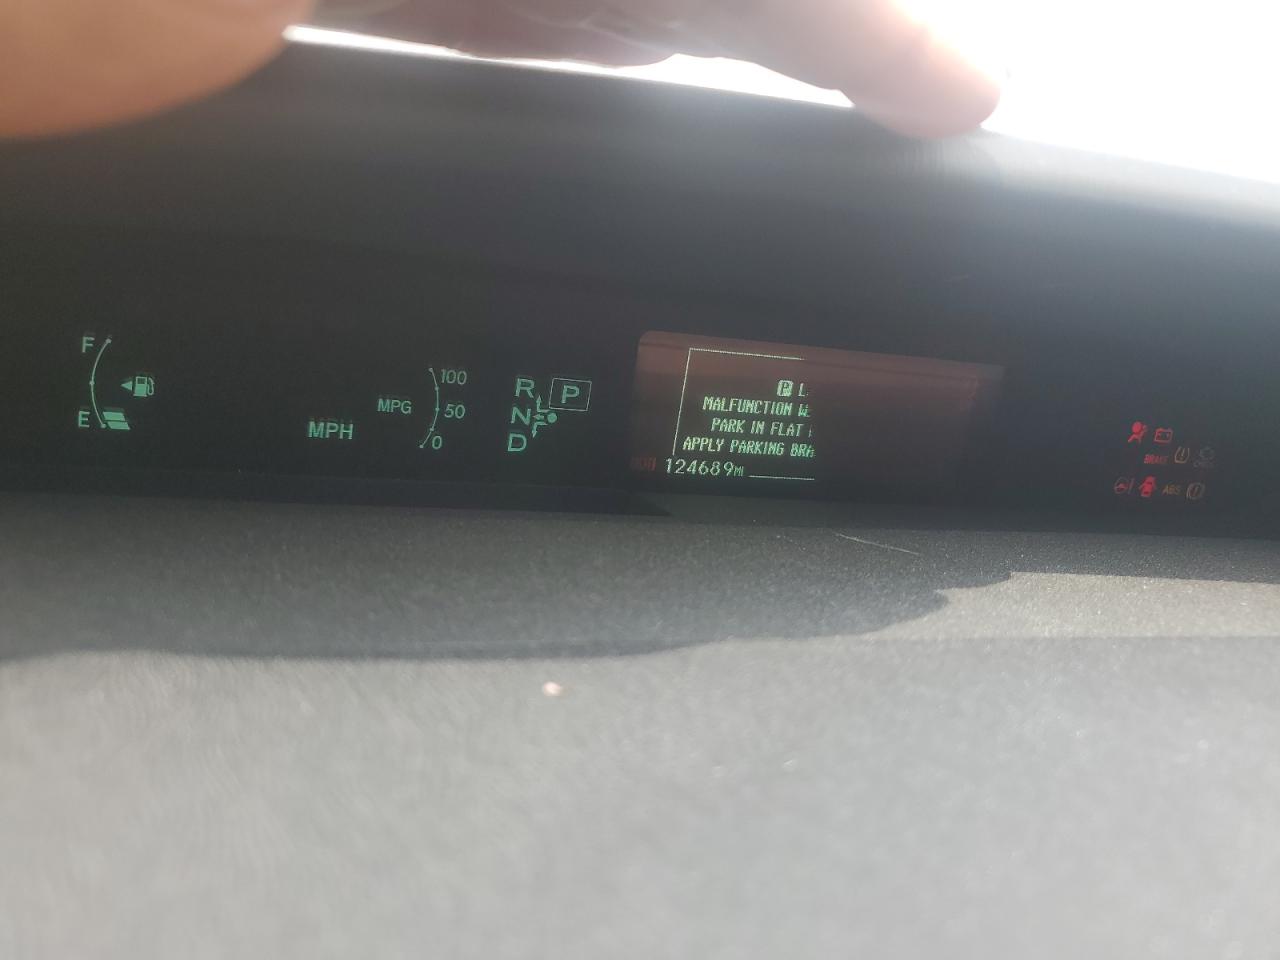 F
E
MPH
MPG
100
50
0
R
N
D
P
P L
MALFUNCTION
PARK IN FLAT
APPLY PARKING
124689MI
BRAKE
ABS